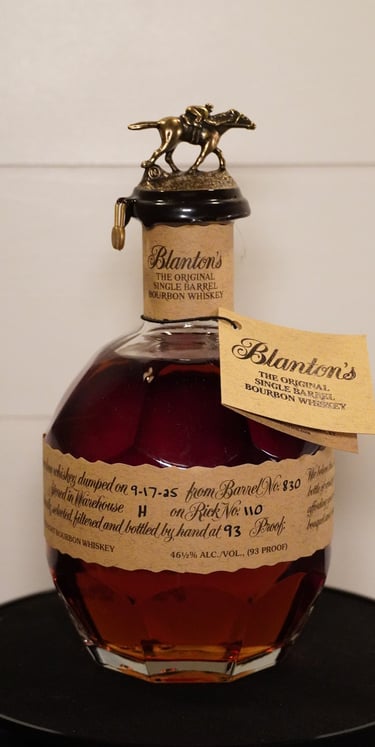 Blanton's
THE ORIGINAL
SINGLE BARREL
BOURBON WHISKEY
Blanton's
THE ORIGINAL
SINGLE BARREL
BOURBON WHISKEY
whiskey dumped on 9-17-25 from Barrel No: 830
in Warehouse H on Rick No: 110
selected, filtered and bottled by hand at 93 Proof:
BOURBON WHISKEY 46½% ALC./VOL., (93 PROOF)